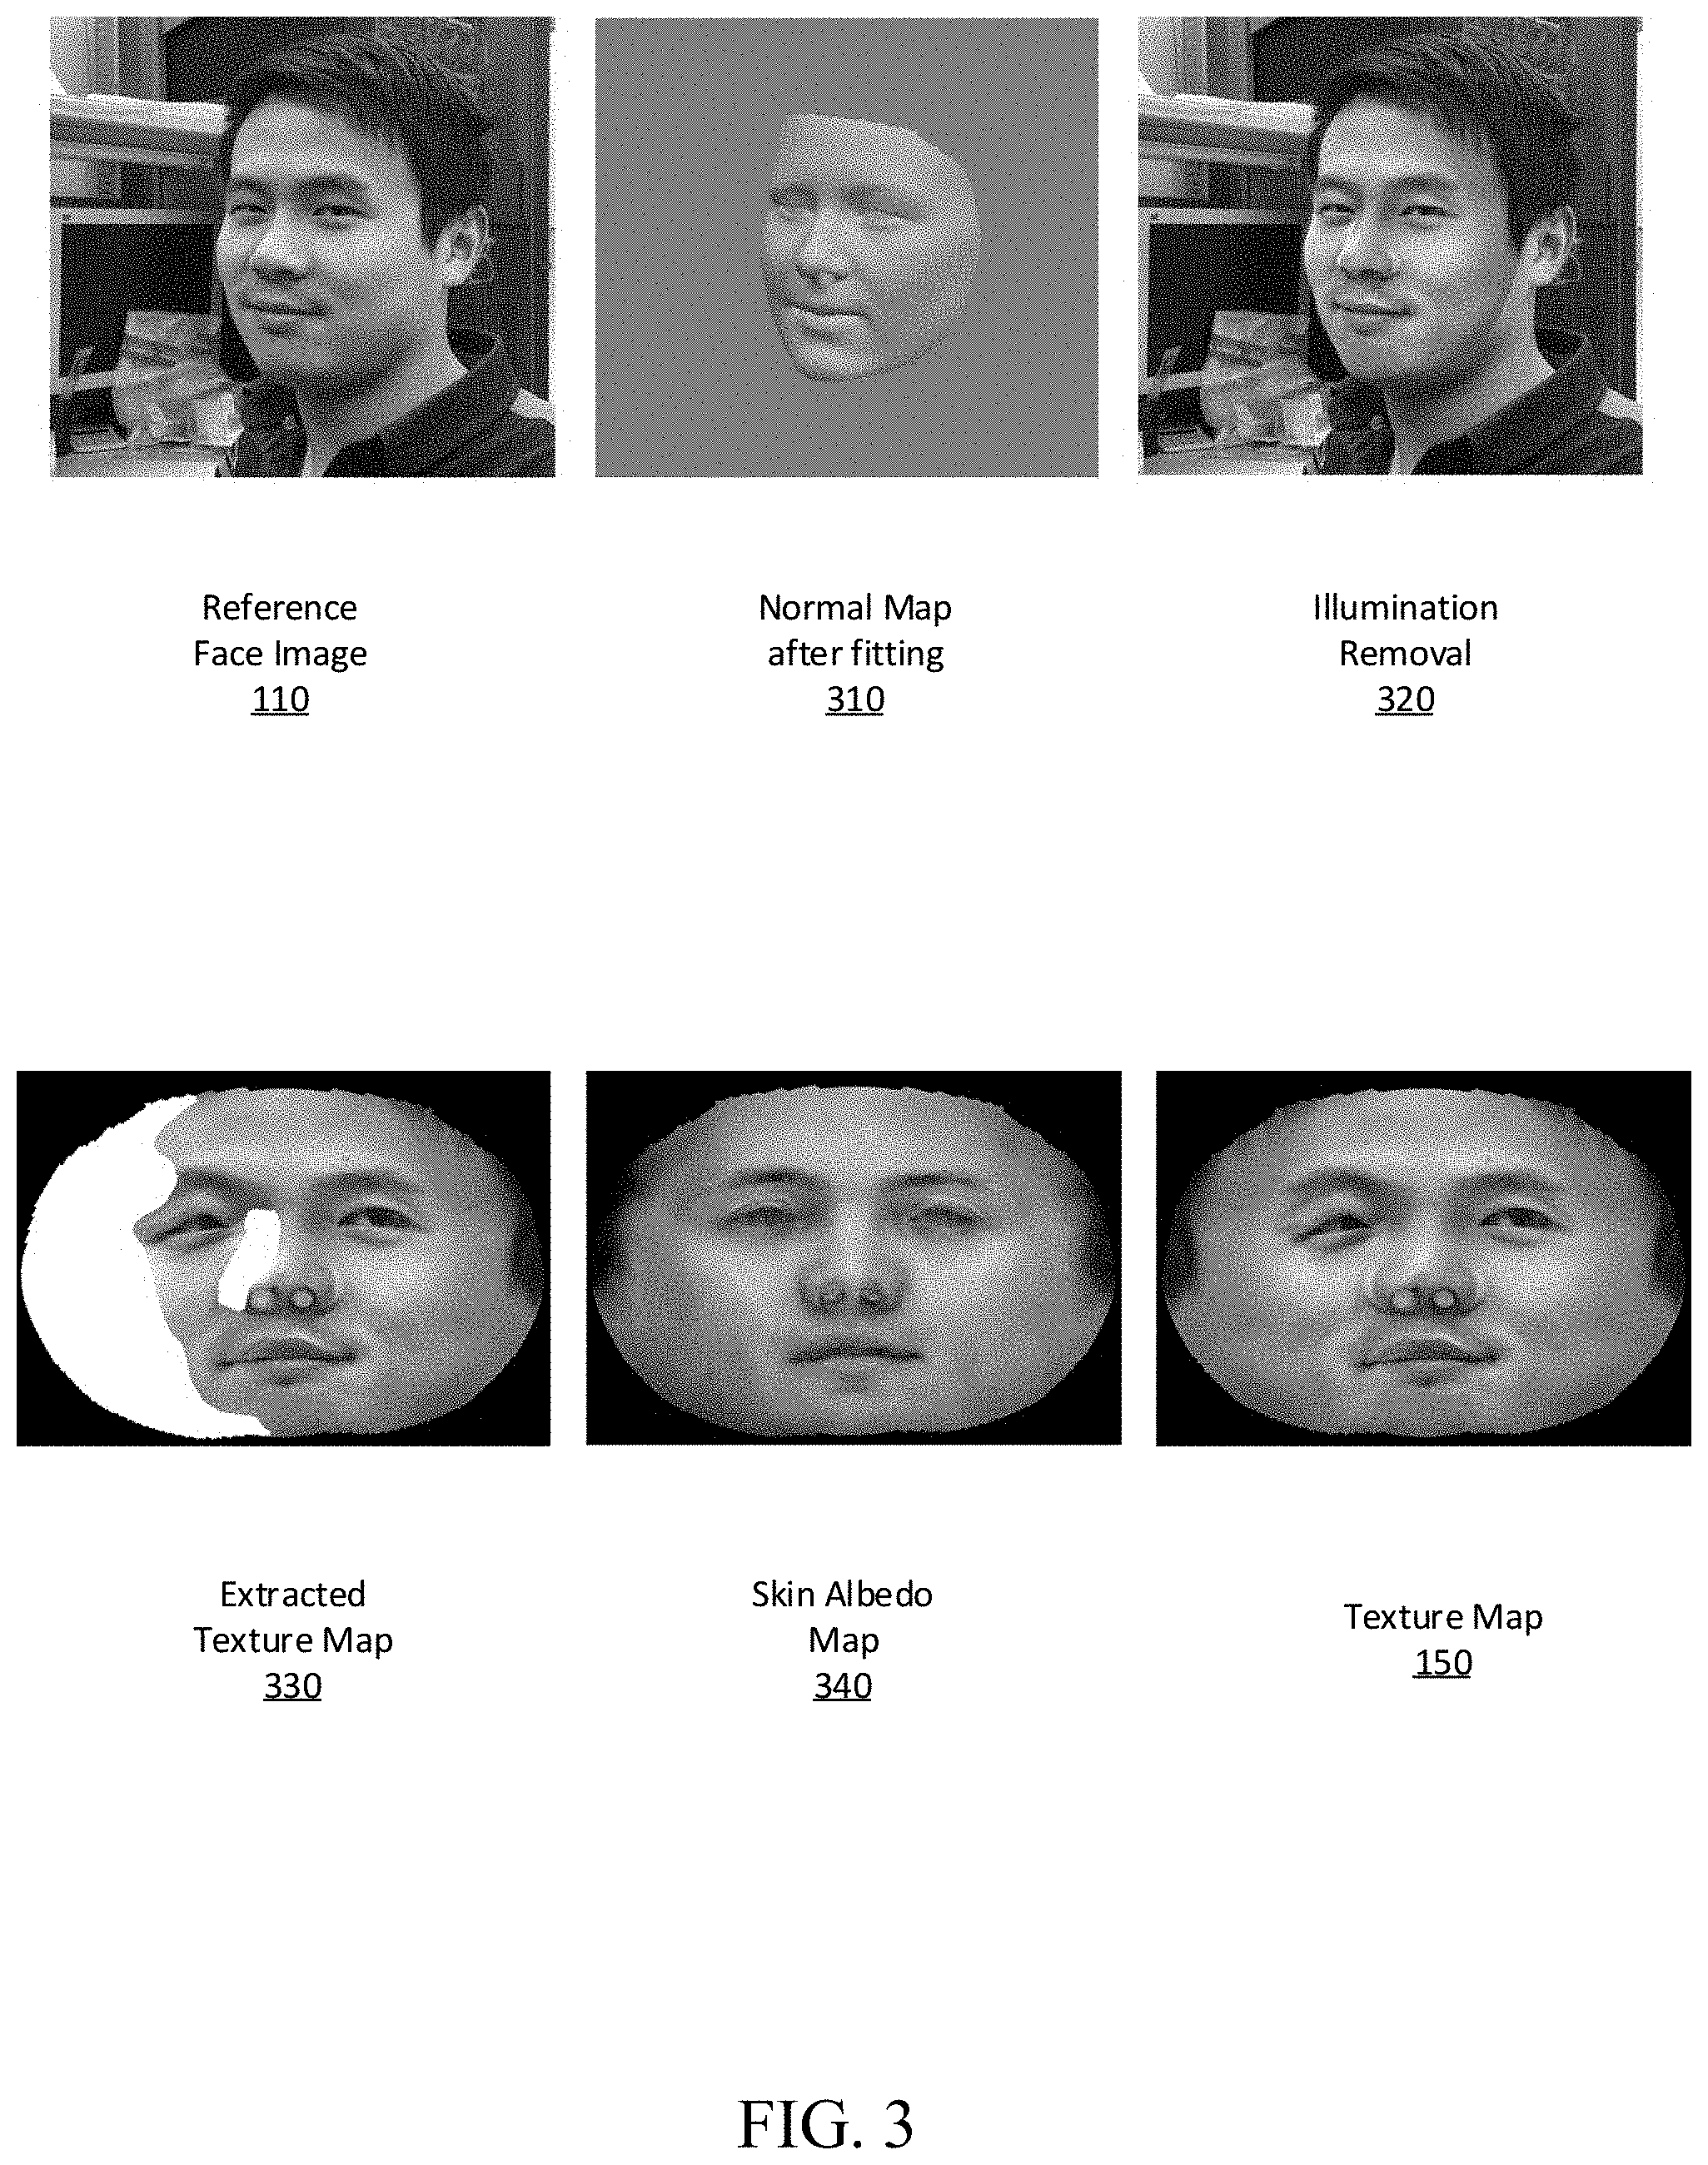 Reference
Face Image
110
Normal Map
after fitting
310
Illumination
Removal
320
Extracted
Texture Map
330
Skin Albedo
Map
340
Texture Map
150
FIG. 3